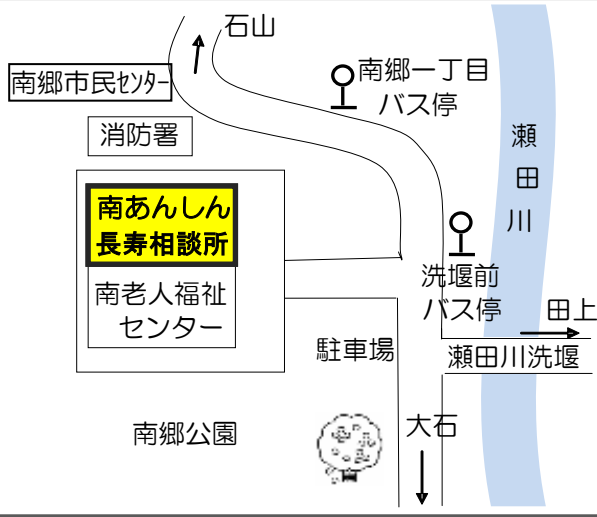 石山
南郷市民センター
南郷一丁目
バス停
消防署
瀬
田
川
南あんしん
長寿相談所
南老人福祉
センター
洗堰前
バス停
田上
駐車場
瀬田川洗堰
南郷公園
大石